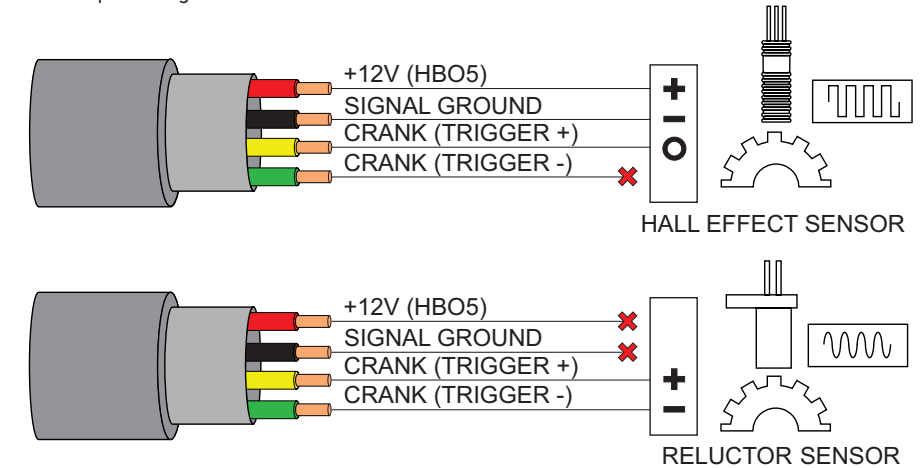 +12V (HBO5)
SIGNAL GROUND
CRANK (TRIGGER +)
CRANK (TRIGGER -)
HALL EFFECT SENSOR
+12V (HBO5)
SIGNAL GROUND
CRANK (TRIGGER +)
CRANK (TRIGGER -)
RELUCTOR SENSOR